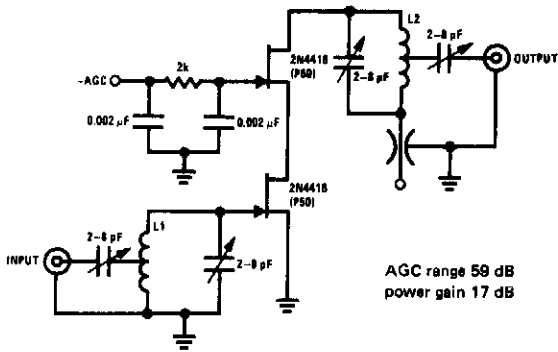 L2
2-8 pF
2N4416
(P50)
OUTPUT
2-8 pF
-AGC
2k
0.002 μF
0.002 μF
2N4416
(P50)
2-8 pF
L1
INPUT
2-8 pF
AGC range 59 dB
power gain 17 dB